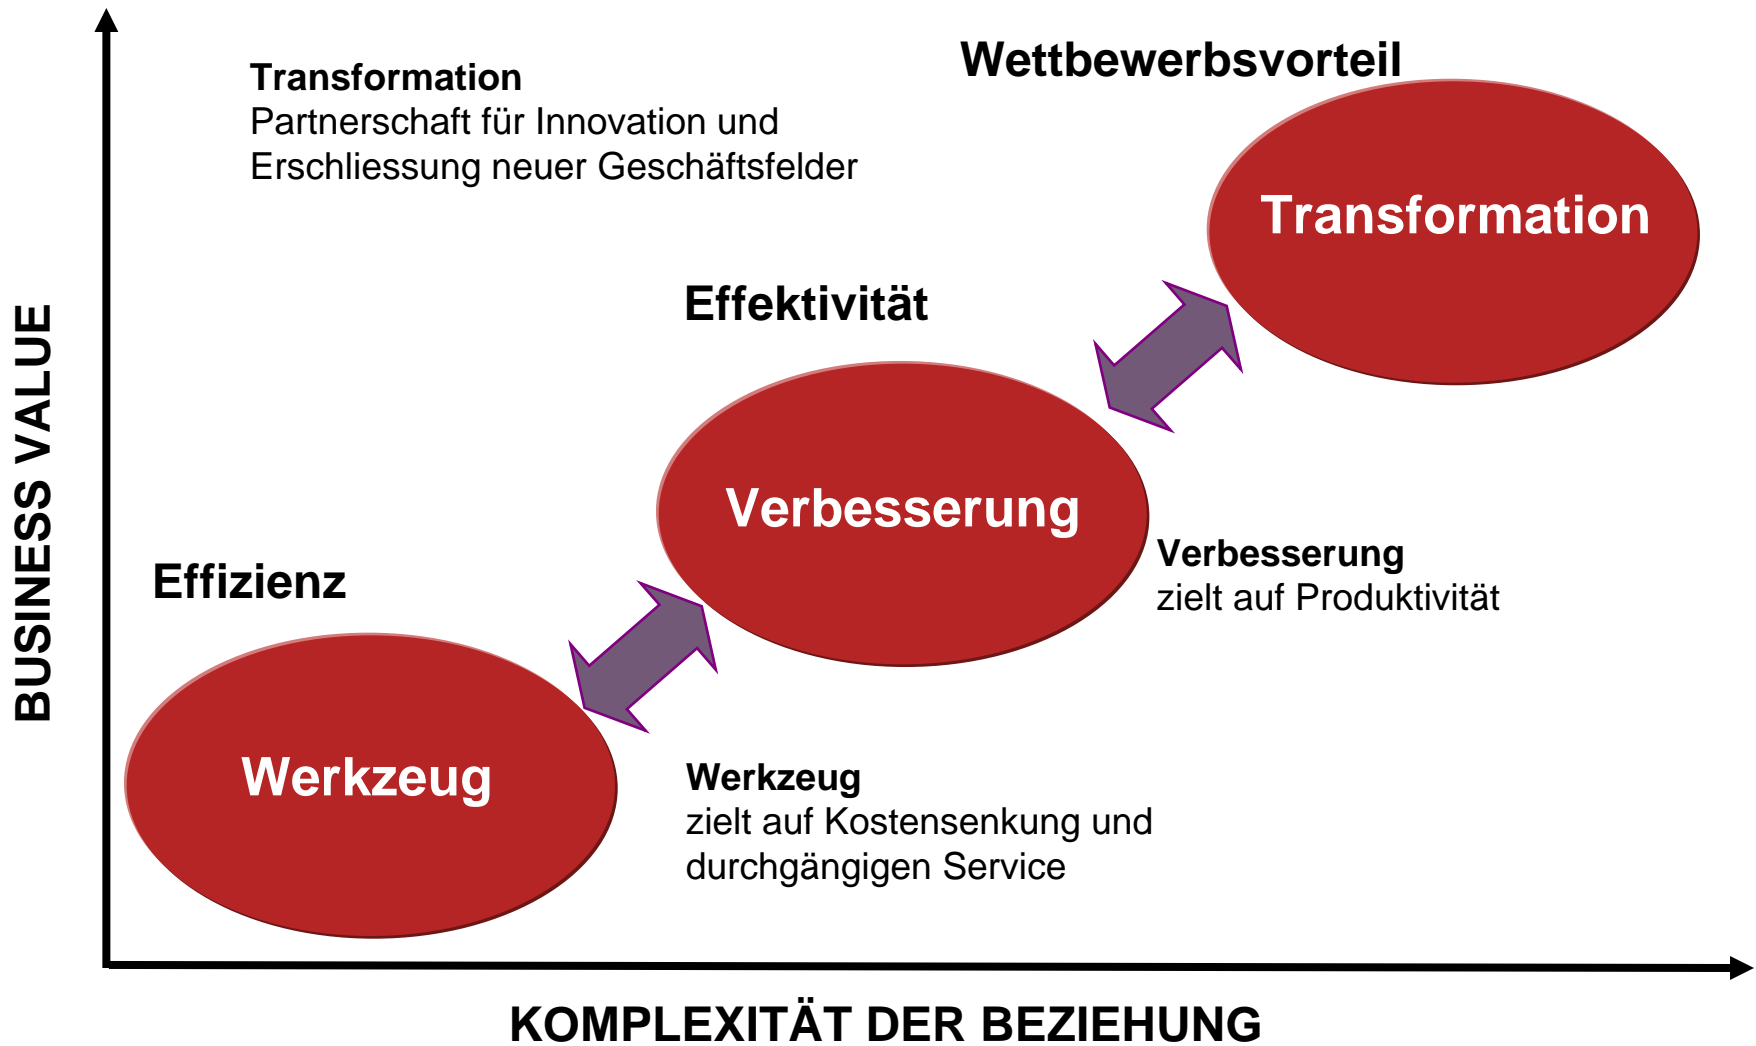 Wettbewerbsvorteil
Transformation
Partnerschaft für Innovation und
Erschliessung neuer Geschäftsfelder
Transformation
Effektivität
BUSINESS VALUE
Verbesserung
Verbesserung
zielt auf Produktivität
Effizienz
Werkzeug
Werkzeug
zielt auf Kostensenkung und
durchgängigen Service
KOMPLEXITÄT DER BEZIEHUNG